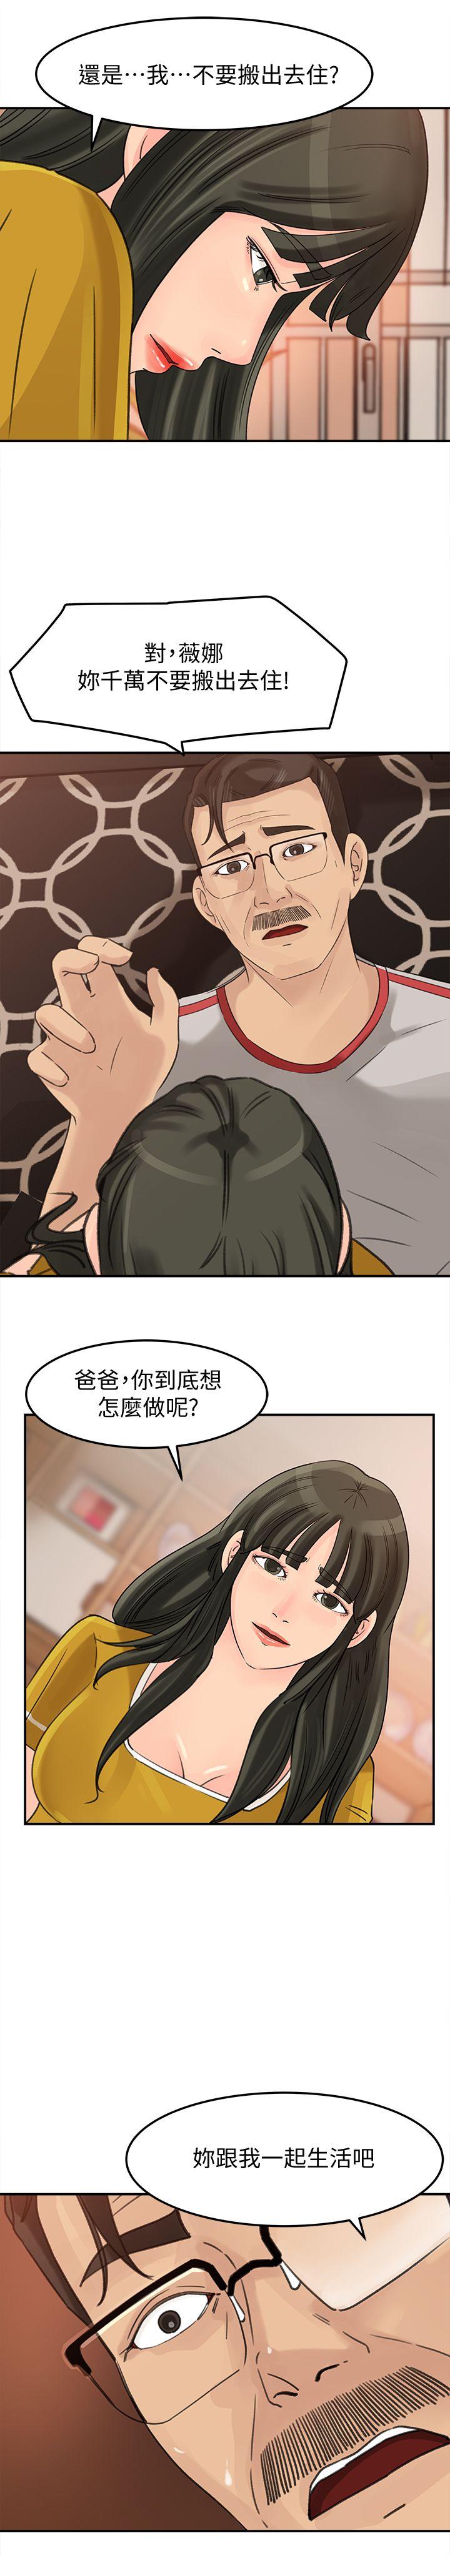 還是⋯我⋯不要搬出去住?
對,薇娜
妳千萬不要搬出去住!
爸爸,你到底想
怎麼做呢?
妳跟我一起生活吧